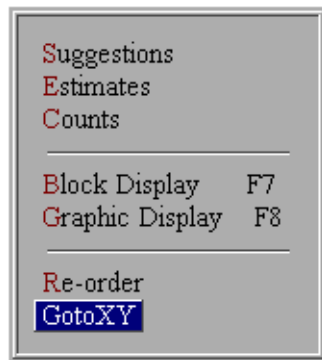 Suggestions
Estimates
Counts
Block Display F7
Graphic Display F8
Re-order
GotoXY